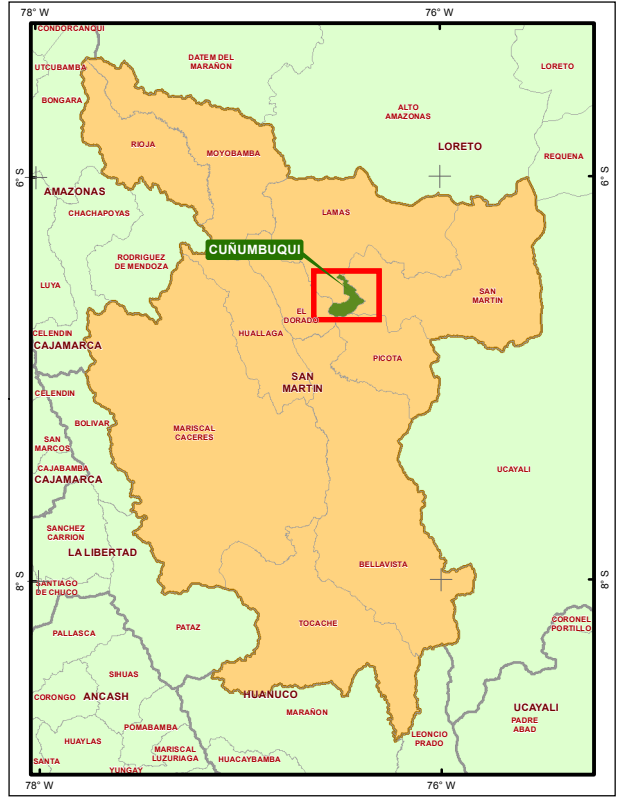 78° W
76° W
CONDORCANQUI
DATEM DEL
MARAÑON
UTCUBAMBA
LORETO
BONGARA
ALTO
AMAZONAS
RIOJA
LORETO
MOYOBAMBA
REQUENA
6° S
6° S
AMAZONAS
CHACHAPOYAS
LAMAS
CUÑUMBUQUI
RODRIGUEZ
DE MENDOZA
LUYA
SAN
MARTIN
EL
DORADO
CELENDIN
HUALLAGA
CAJAMARCA
PICOTA
SAN
MARTIN
CELENDIN
BOLIVAR
MARISCAL
CACERES
SAN
MARCOS
CAJABAMBA
UCAYALI
CAJAMARCA
SANCHEZ
CARRION
LA LIBERTAD
BELLAVISTA
8° S
8° S
SANTIAGO
DE CHUCO
CORONEL
PORTILLO
PALLASCA
PATAZ
TOCACHE
SIHUAS
CORONGO
ANCASH
HUANUCO
MARAÑON
UCAYALI
PADRE
ABAD
POMABAMBA
HUAYLAS
MARISCAL
LUZURIAGA
LEONCIO
PRADO
HUACAYBAMBA
SANTA
YUNGAY
78° W
76° W